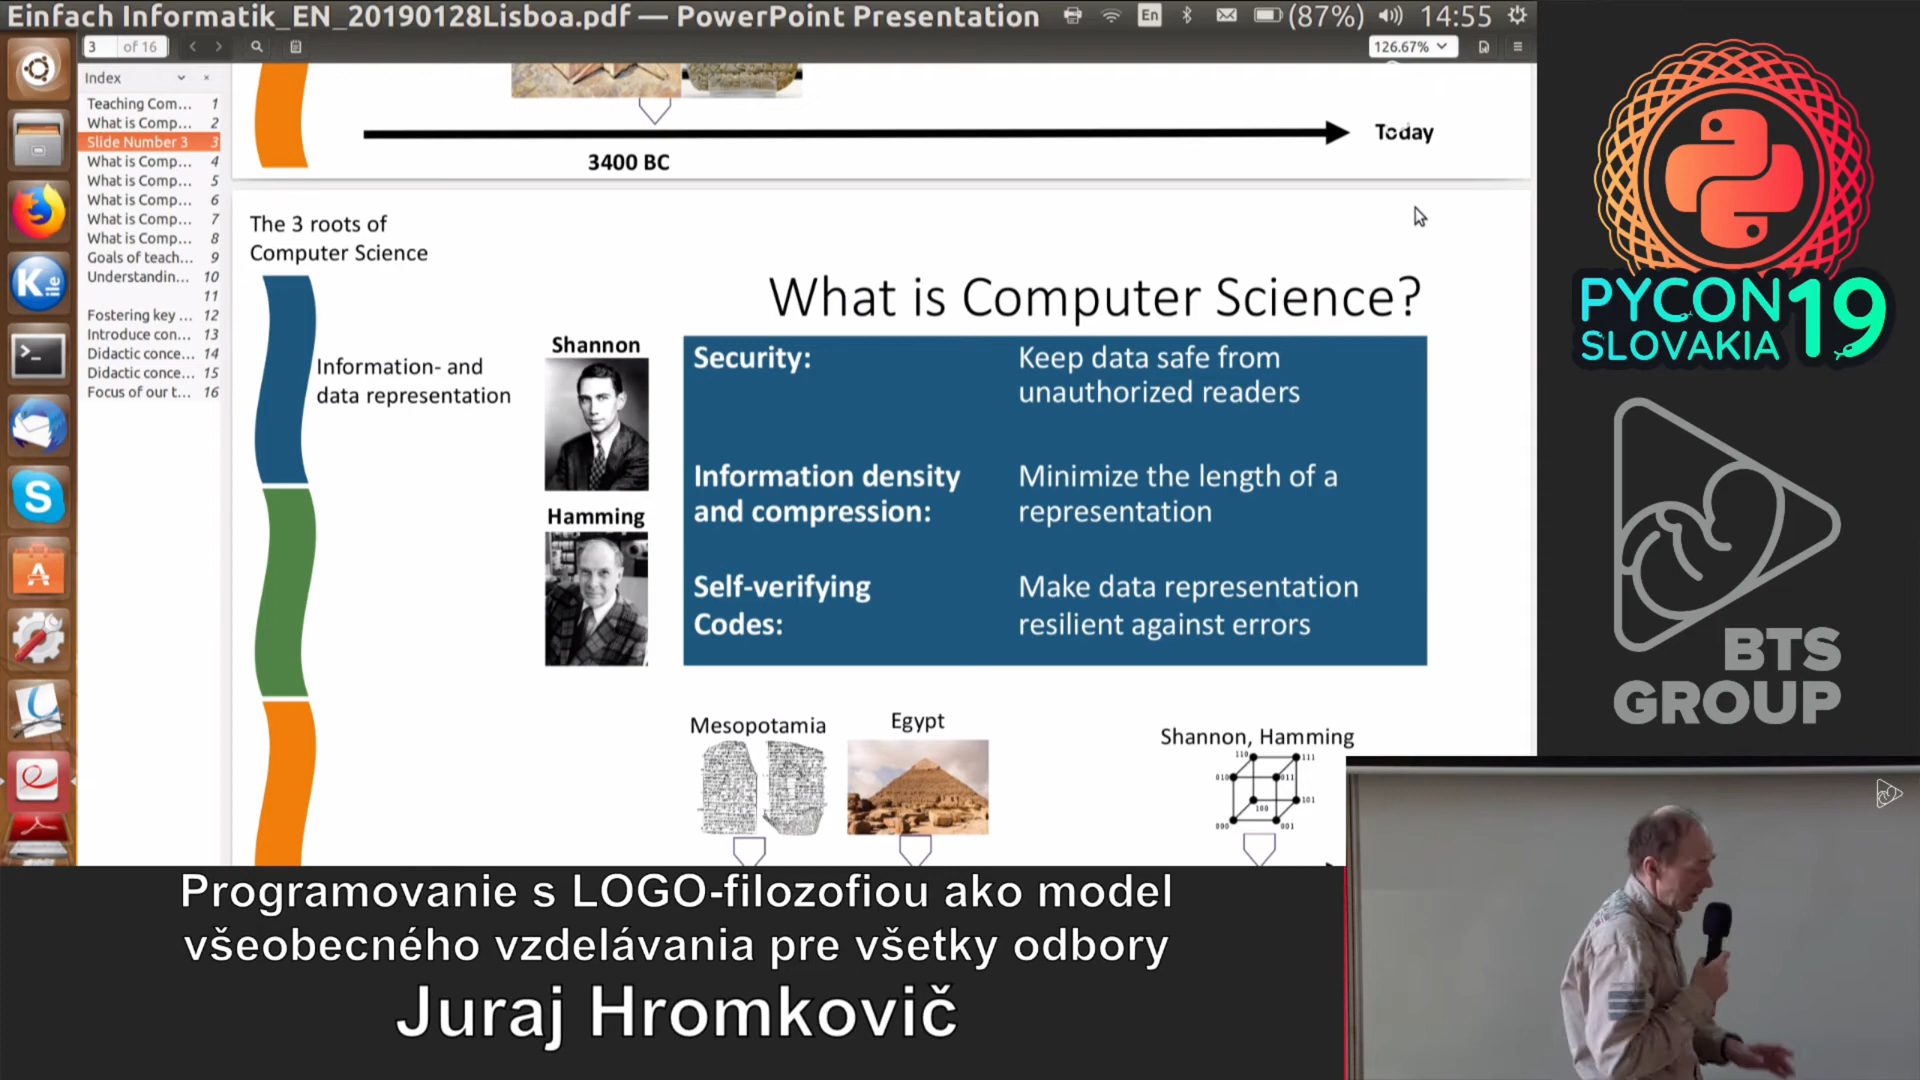 Einfach Informatik_EN_20190128Lisboa.pdf — PowerPoint Presentation
En
(87%)
14:55
3
of 16
126.67%
Index
Teaching Com... 1
What is Comp... 2
Slide Number 3 3
What is Comp... 4
What is Comp... 5
What is Comp... 6
What is Comp... 7
What is Comp... 8
Goals of teach... 9
Understandin... 10
11
Fostering key ... 12
Introduce con... 13
Didactic conce... 14
Didactic conce... 15
Focus of our t... 16
Today
3400 BC
The 3 roots of
Computer Science
What is Computer Science?
Information- and
data representation
Shannon
Hamming
Security:
Keep data safe from
unauthorized readers
Information density
and compression:
Minimize the length of a
representation
Self-verifying
Codes:
Make data representation
resilient against errors
Mesopotamia
Egypt
Shannon, Hamming
110
111
010
011
100
101
000
001
PYCON 19
SLOVAKIA
BTS
GROUP
Programovanie s LOGO-filozofiou ako model
všeobecného vzdelávania pre všetky odbory
Juraj Hromkovič